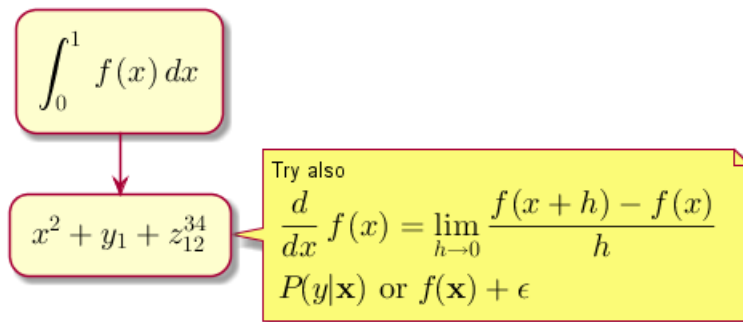 ∫₀¹ f(x) dx
x² + y₁ + z₁₂³⁴
Try also
d/dx f(x) = lim_{h→0} (f(x + h) − f(x))/h
P(y|𝐱) or f(𝐱) + ϵ